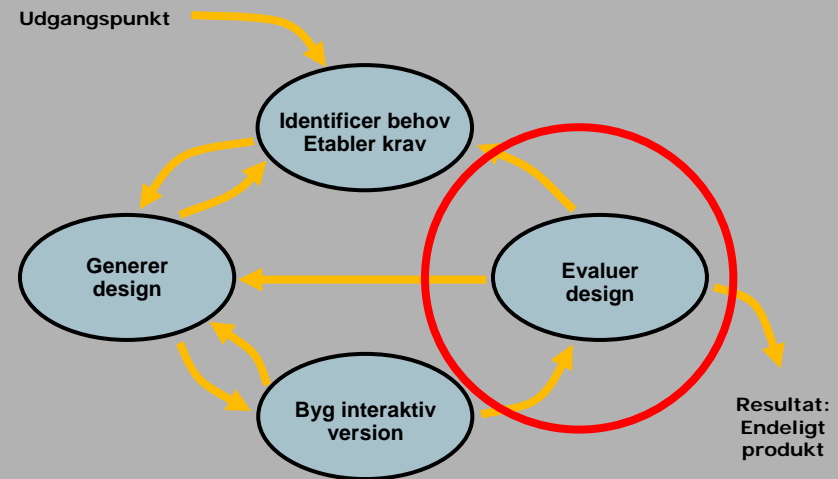 Udgangspunkt
Identificer behov
Etabler krav
Generer
design
Evaluer
design
Byg interaktiv
version
Resultat:
Endeligt
produkt